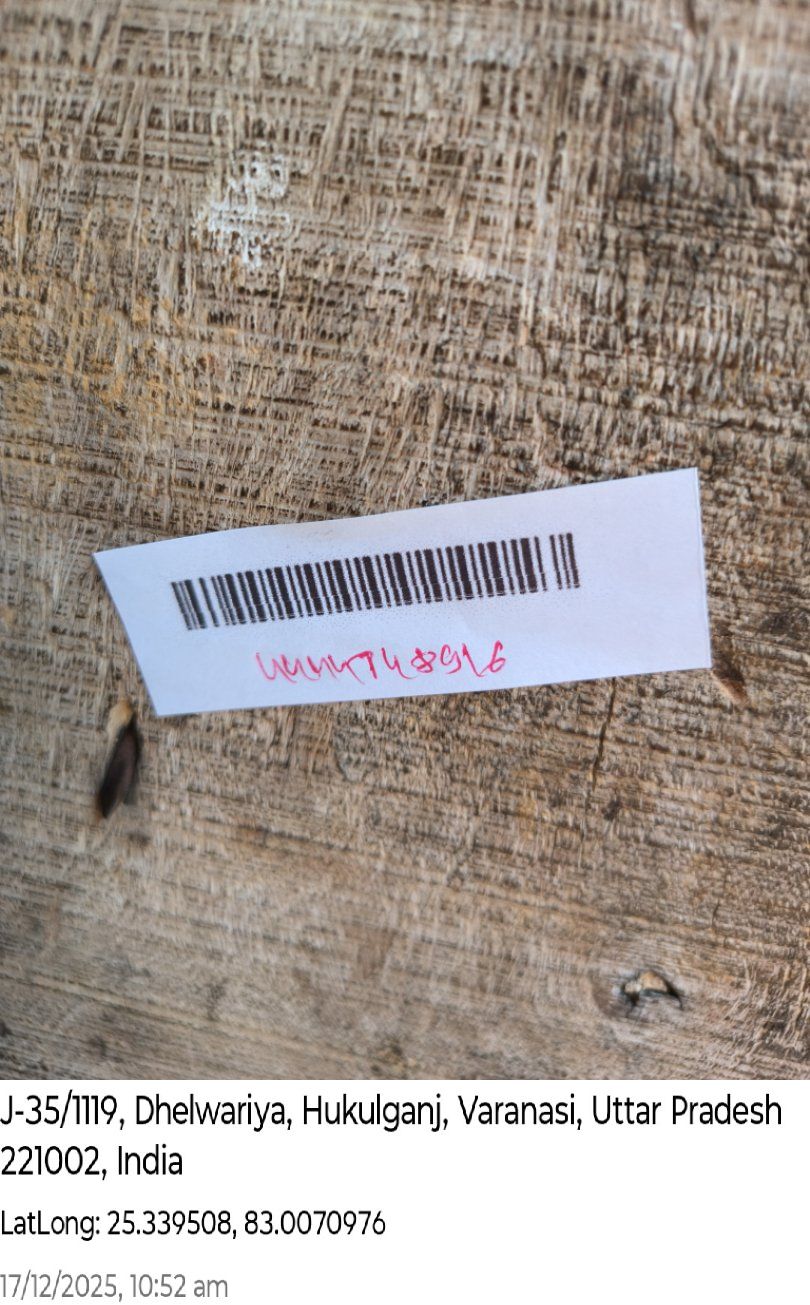 J-35/1119, Dhelwariya, Hukulganj, Varanasi, Uttar Pradesh
221002, India
LatLong: 25.339508, 83.0070976
17/12/2025, 10:52 am